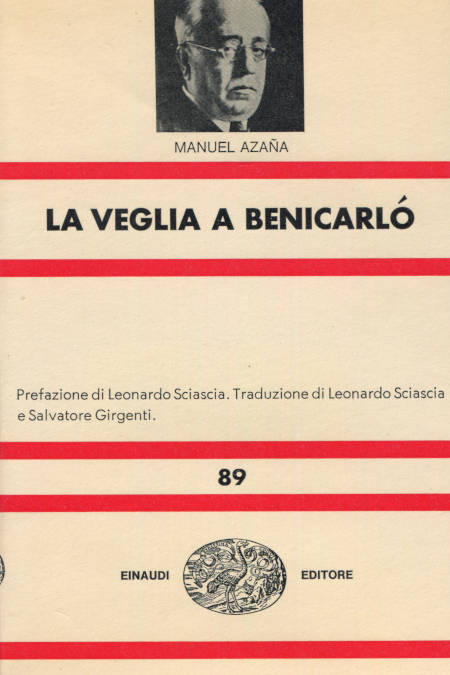 MANUEL AZAÑA
LA VEGLIA A BENICARLÓ
Prefazione di Leonardo Sciascia. Traduzione di Leonardo Sciascia
e Salvatore Girgenti.
89
EINAUDI EDITORE